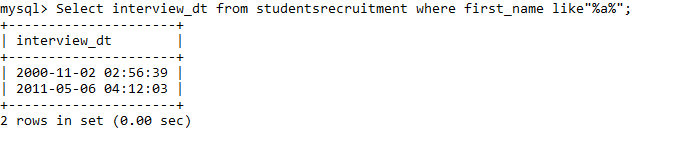 mysql> Select interview_dt from studentsrecruitment where first_name like"%a%";
+---------------------+
| interview_dt        |
+---------------------+
| 2000-11-02 02:56:39 |
| 2011-05-06 04:12:03 |
+---------------------+
2 rows in set (0.00 sec)